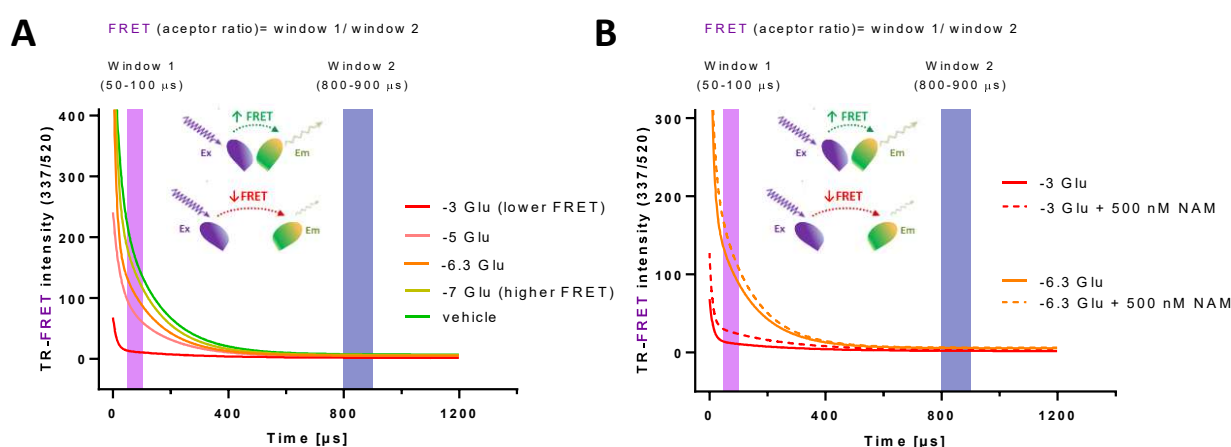 A
FRET (aceptor ratio)= window 1/ window 2
Window 1
(50-100 μs)
Window 2
(800-900 μs)
TR-FRET intensity (337/520)
400
300
200
100
0
↑ FRET
Ex
Em
↓ FRET
Ex
Em
-3 Glu (lower FRET)
-5 Glu
-6.3 Glu
-7 Glu (higher FRET)
vehicle
0
400
800
1200
Time [μs]
B
FRET (aceptor ratio)= window 1/ window 2
Window 1
(50-100 μs)
Window 2
(800-900 μs)
TR-FRET intensity (337/520)
300
200
100
0
↑ FRET
Ex
Em
↓ FRET
Ex
Em
-3 Glu
-3 Glu + 500 nM NAM
-6.3 Glu
-6.3 Glu + 500 nM NAM
0
400
800
1200
Time [μs]